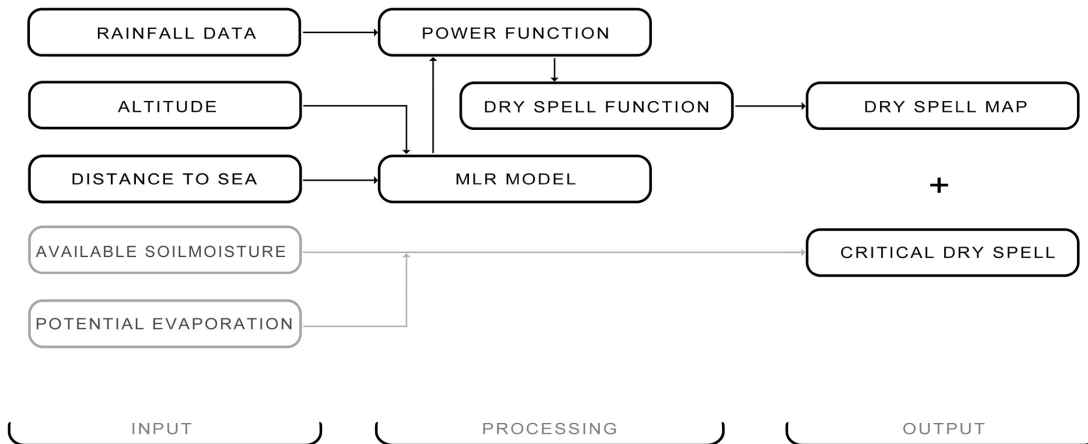 RAINFALL DATA
POWER FUNCTION
ALTITUDE
DRY SPELL FUNCTION
DRY SPELL MAP
DISTANCE TO SEA
MLR MODEL
+
AVAILABLE SOILMOISTURE
CRITICAL DRY SPELL
POTENTIAL EVAPORATION
INPUT
PROCESSING
OUTPUT